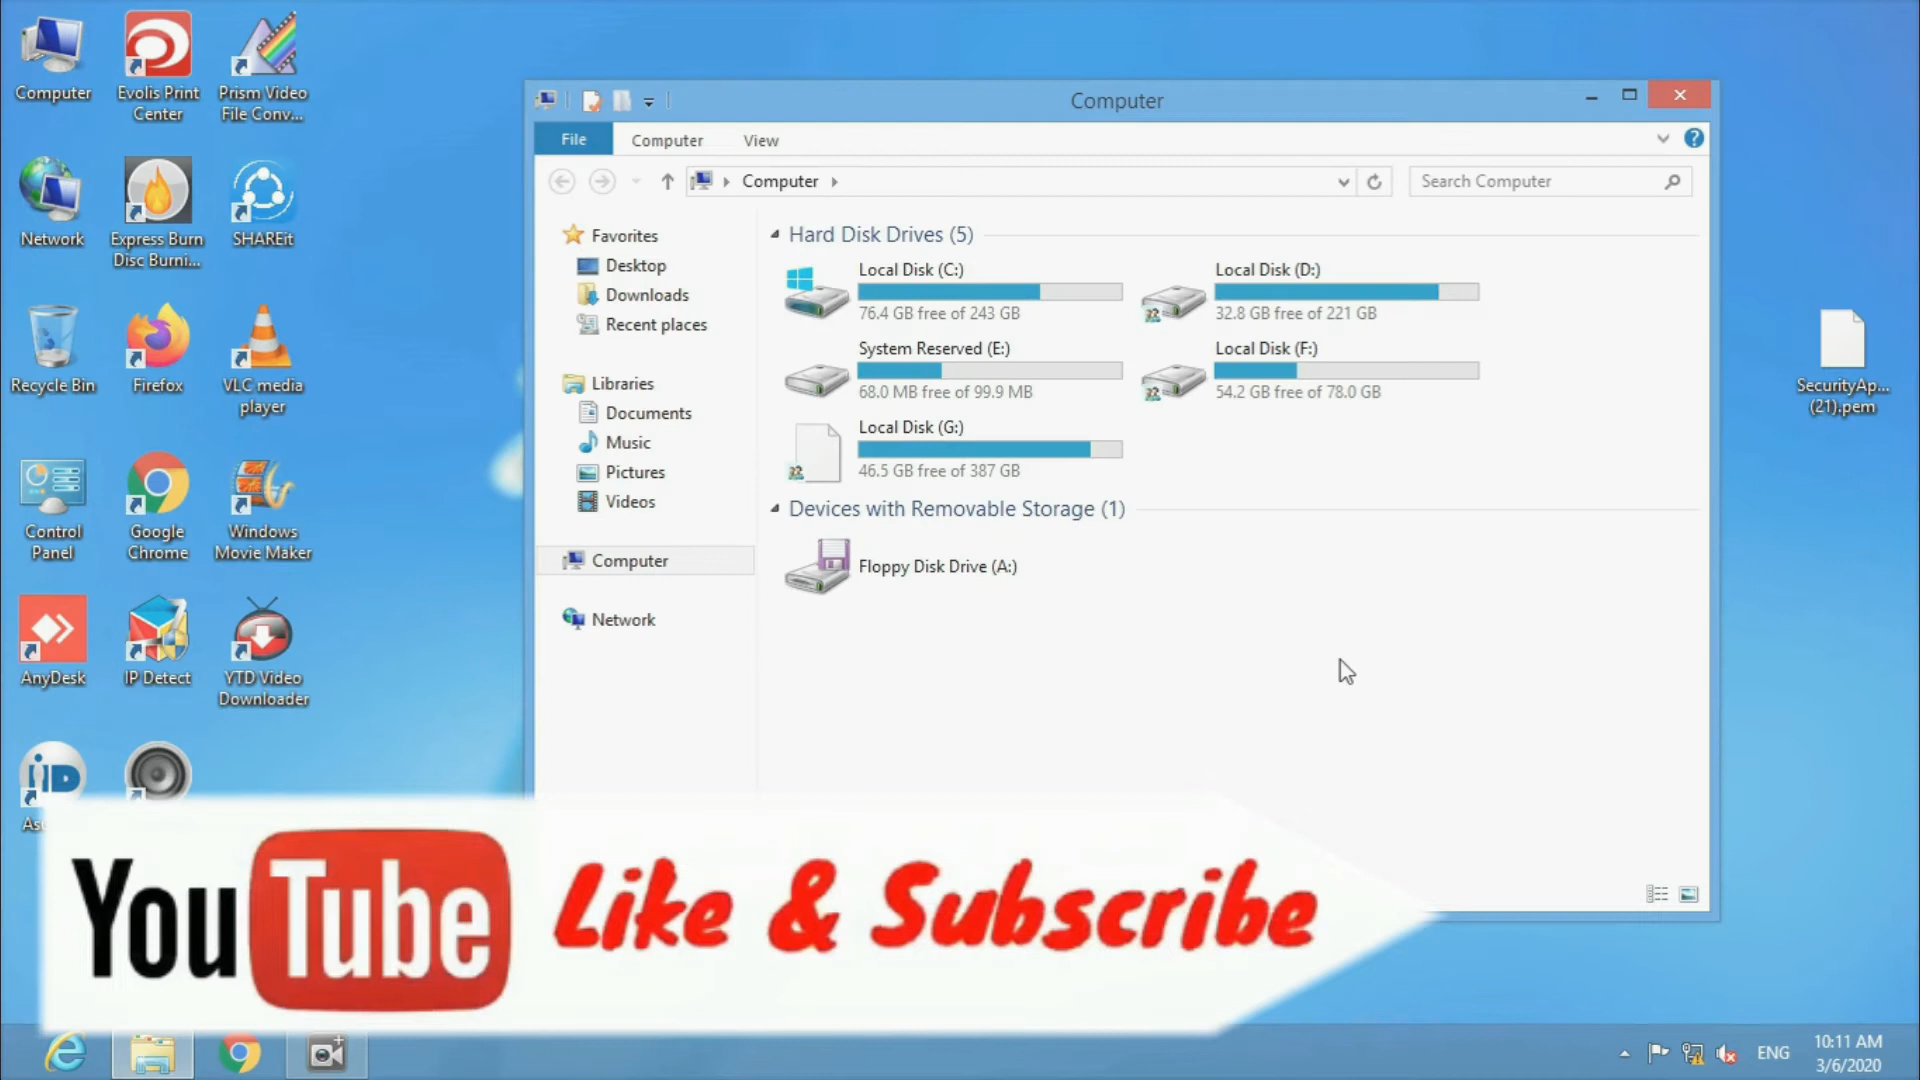 Computer
Evolis Print
Center
Prism Video
File Conv...
Network
Express Burn
Disc Burni...
SHAREit
Recycle Bin
Firefox
VLC media
player
Control
Panel
Google
Chrome
Windows
Movie Maker
AnyDesk
IP Detect
YTD Video
Downloader
iD
Computer
File
Computer
View
Computer
Search Computer
Favorites
Desktop
Downloads
Recent places
Libraries
Documents
Music
Pictures
Videos
Computer
Network
Hard Disk Drives (5)
Local Disk (C:)
76.4 GB free of 243 GB
Local Disk (D:)
32.8 GB free of 221 GB
System Reserved (E:)
68.0 MB free of 99.9 MB
Local Disk (F:)
54.2 GB free of 78.0 GB
Local Disk (G:)
46.5 GB free of 387 GB
Devices with Removable Storage (1)
Floppy Disk Drive (A:)
SecurityAp...
(21).pem
YouTube Like & Subscribe
ENG
10:11 AM
3/6/2020